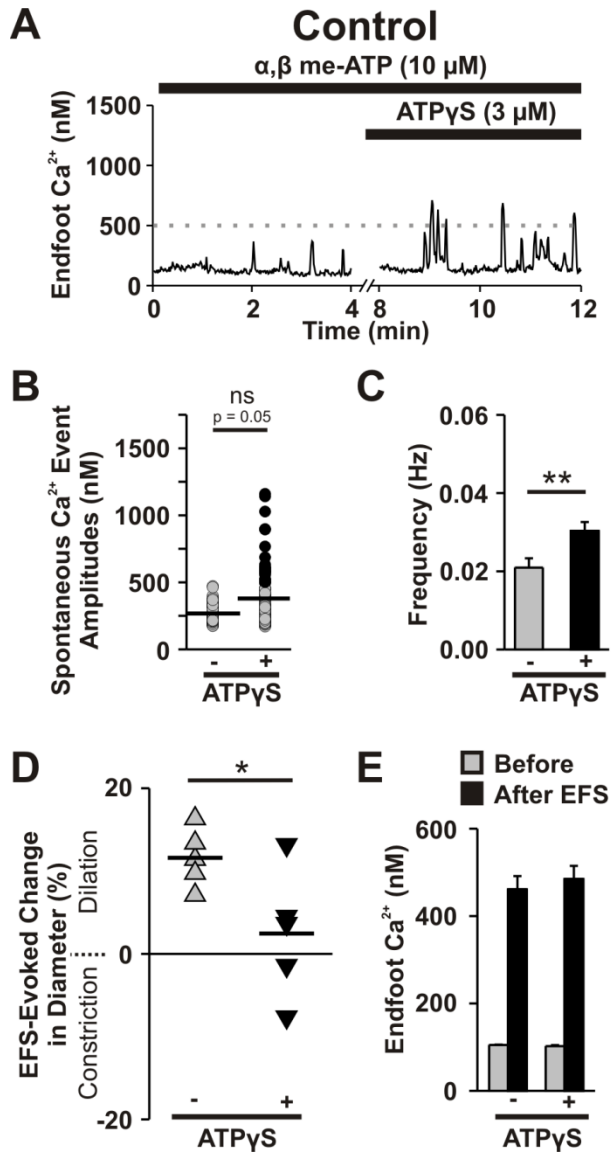 A
Control
α,β me-ATP (10 μM)
ATPγS (3 μM)
Endfoot Ca²⁺ (nM)
1500
1000
500
0
0 2 4 8 10 12
Time (min)
B
ns
p = 0.05
Spontaneous Ca²⁺ Event
Amplitudes (nM)
1500
1000
500
0
- +
ATPγS
C
**
Frequency (Hz)
0.06
0.04
0.02
0.00
- +
ATPγS
D
*
EFS-Evoked Change
in Diameter (%)
Constriction Dilation
20
0
-20
- +
ATPγS
E
Before
After EFS
Endfoot Ca²⁺ (nM)
600
400
200
0
- +
ATPγS